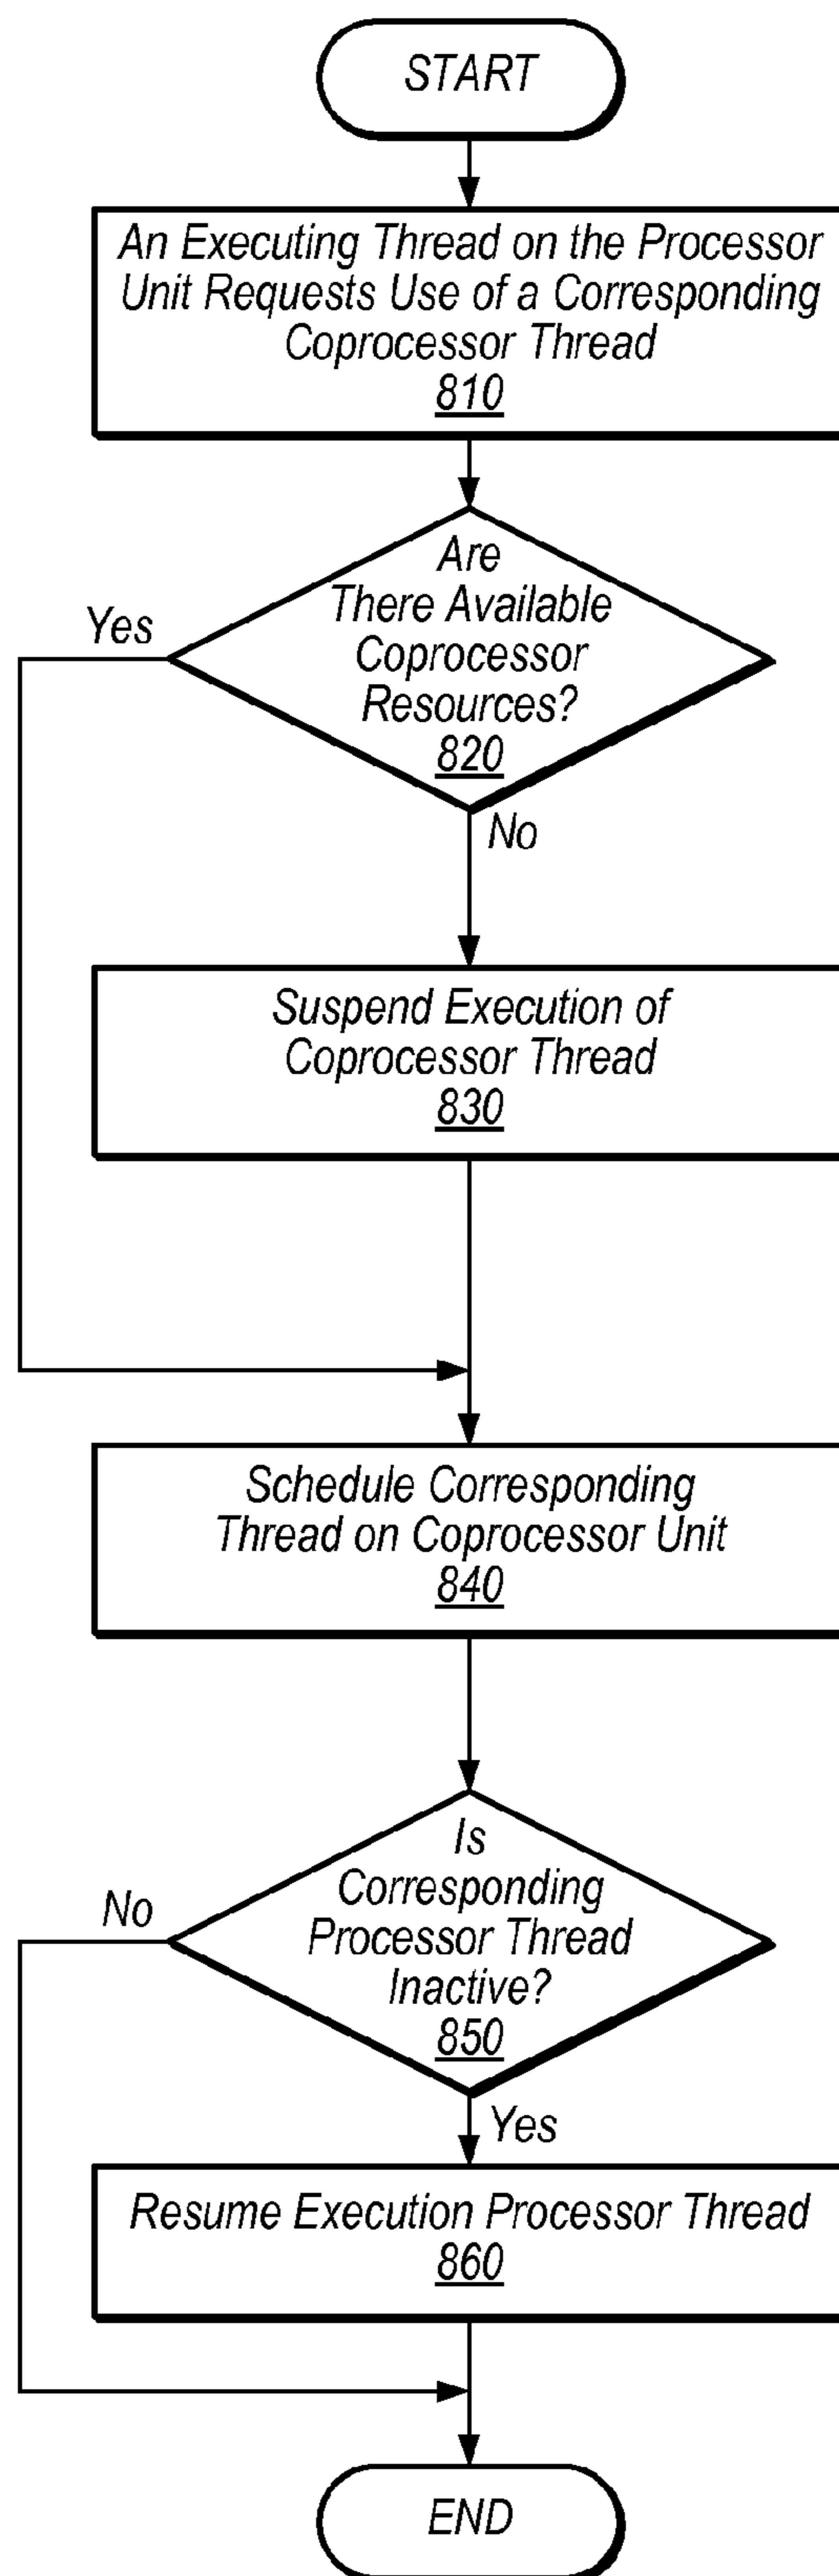 START
An Executing Thread on the Processor
Unit Requests Use of a Corresponding
Coprocessor Thread
810
Are
There Available
Coprocessor
Resources?
820
Yes
No
Suspend Execution of
Coprocessor Thread
830
Schedule Corresponding
Thread on Coprocessor Unit
840
Is
Corresponding
Processor Thread
Inactive?
850
No
Yes
Resume Execution Processor Thread
860
END